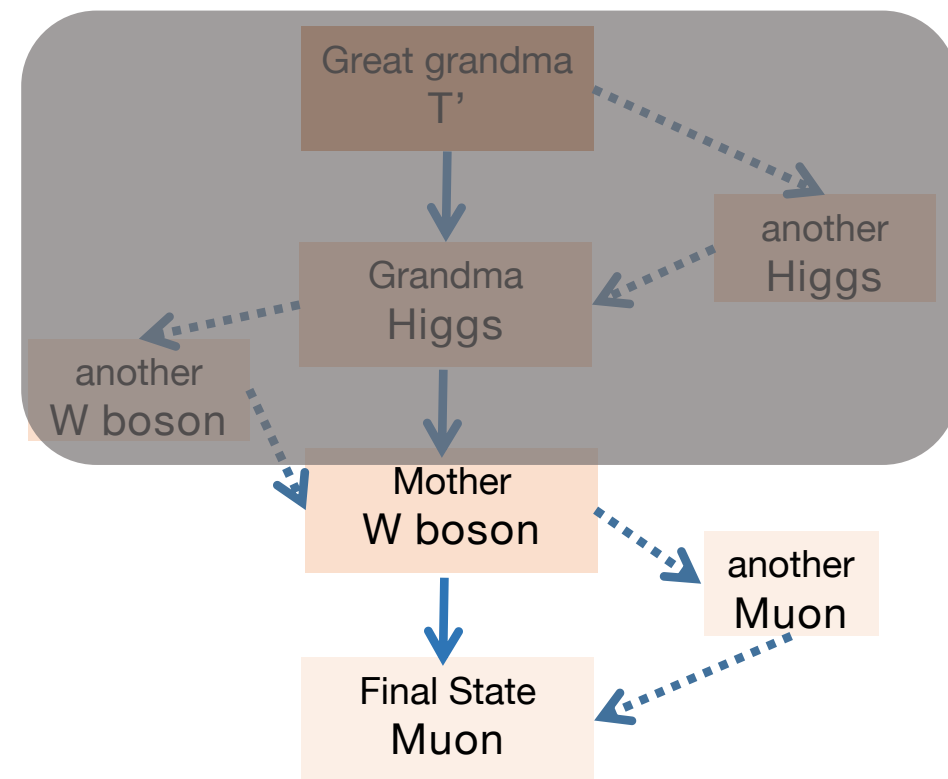 Great grandma
T’
another
Higgs
Grandma
Higgs
another
W boson
Mother
W boson
another
Muon
Final State
Muon